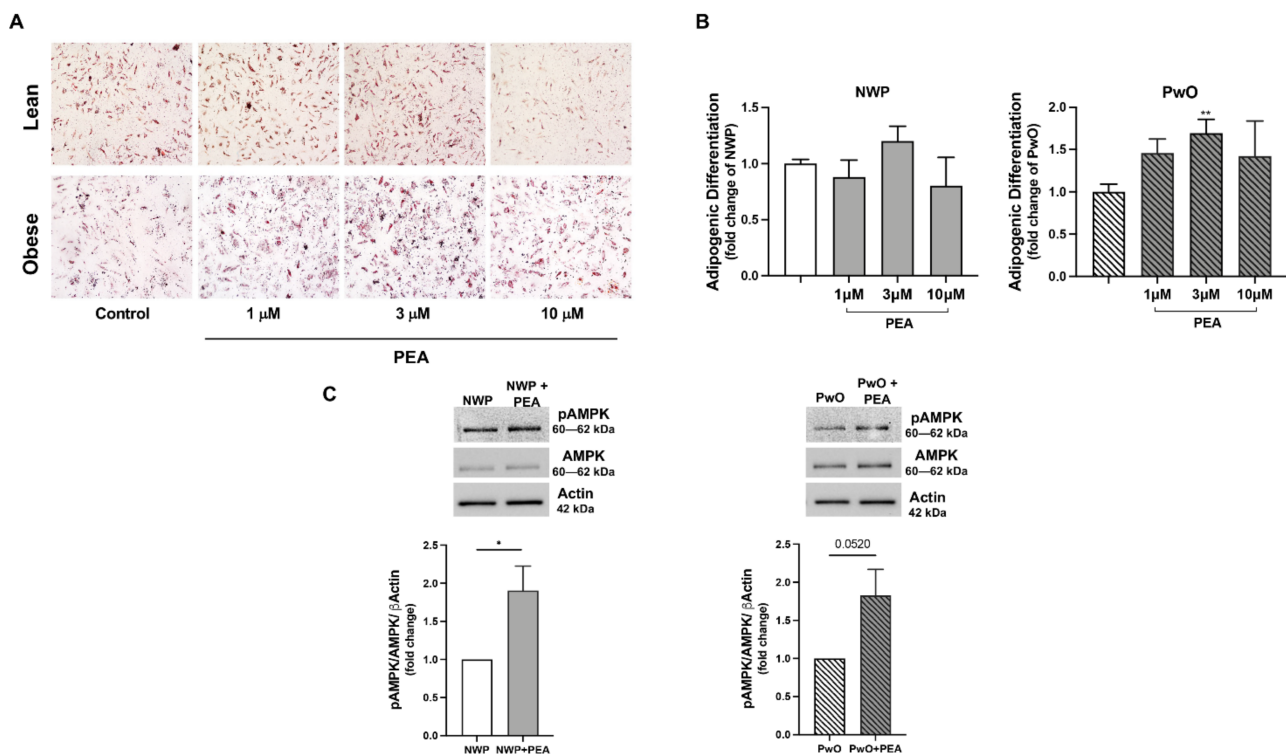 A
Lean
Obese
Control
1 μM
3 μM
10 μM
PEA
B
NWP
Adipogenic Differentiation
(fold change of NWP)
1.5
1.0
0.5
0.0
1μM
3μM
10μM
PEA
PwO
Adipogenic Differentiation
(fold change of PwO)
2.0
1.5
1.0
0.5
0.0
**
1μM
3μM
10μM
PEA
C
NWP
NWP +
PEA
pAMPK
60—62 kDa
AMPK
60—62 kDa
Actin
42 kDa
pAMPK/AMPK/ βActin
(fold change)
2.5
2.0
1.5
1.0
0.5
0.0
*
NWP
NWP+PEA
PwO
PwO +
PEA
pAMPK
60—62 kDa
AMPK
60—62 kDa
Actin
42 kDa
pAMPK/AMPK/ βActin
(fold change)
2.5
2.0
1.5
1.0
0.5
0.0
0.0520
PwO
PwO+PEA